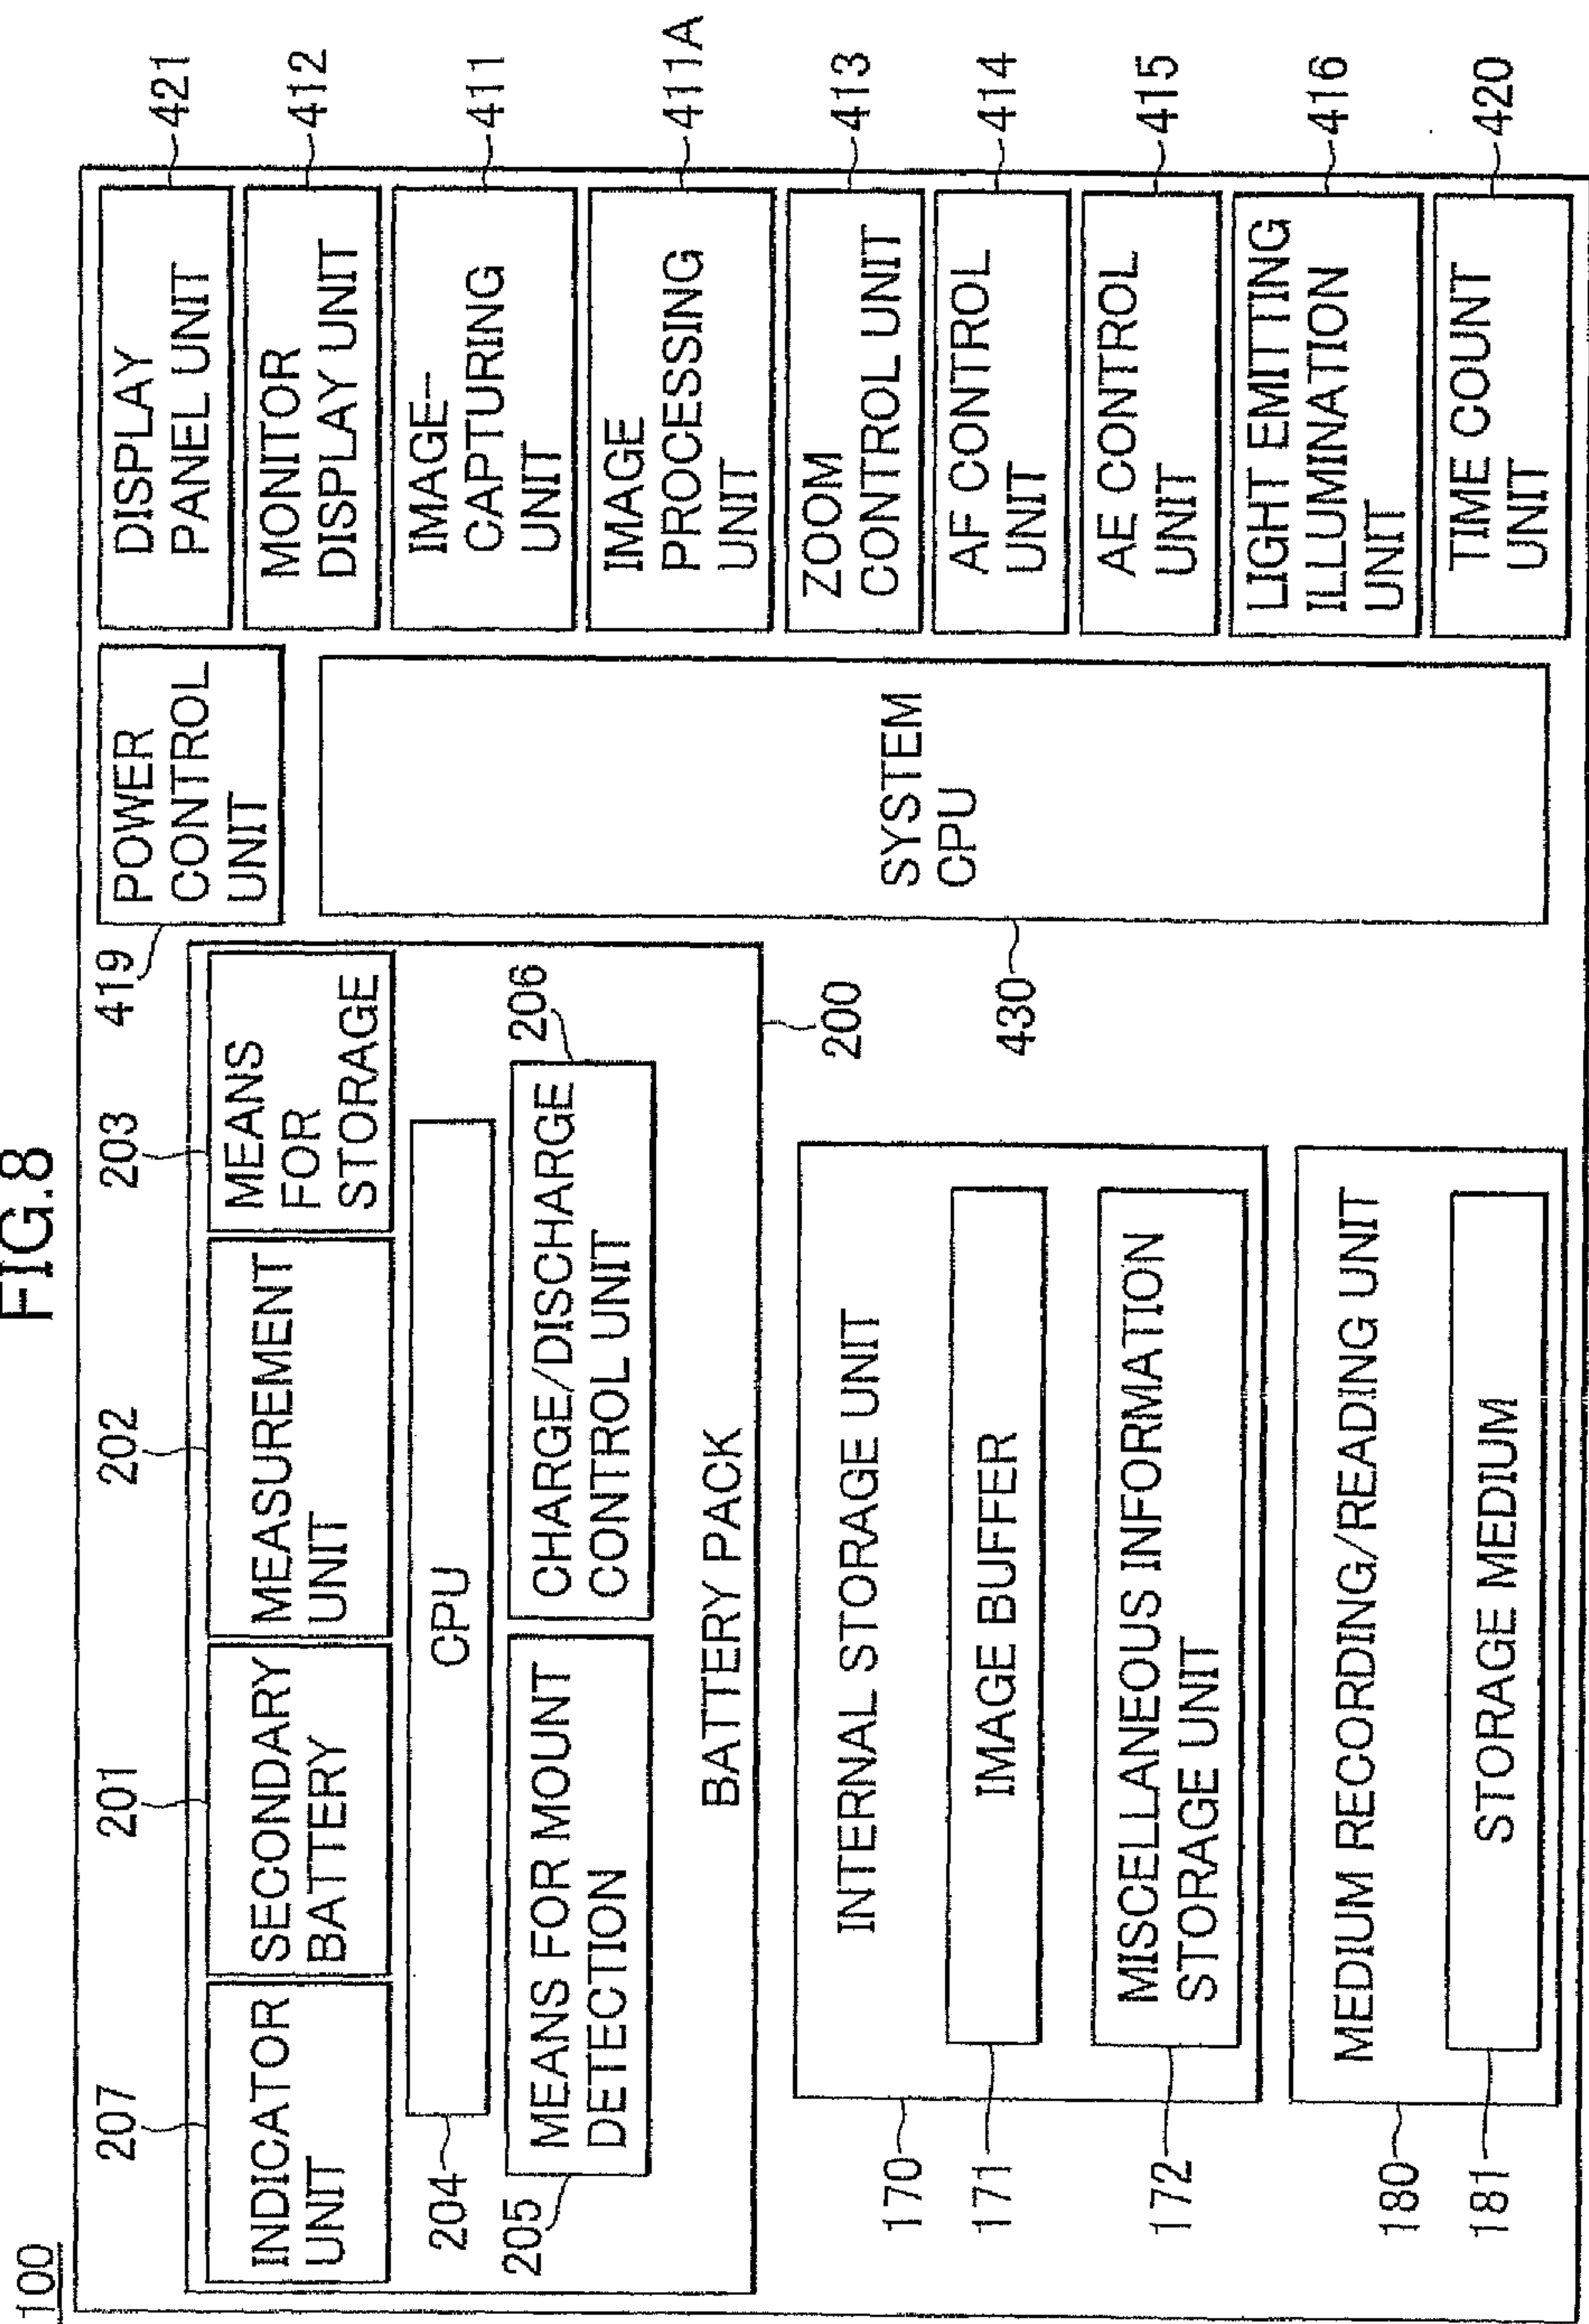 FIG.8
100
207
201
202
203
419
INDICATOR
UNIT
SECONDARY
BATTERY
MEASUREMENT
UNIT
MEANS
FOR
STORAGE
204
CPU
205
MEANS FOR MOUNT
DETECTION
CHARGE/DISCHARGE
CONTROL UNIT
206
BATTERY PACK
200
POWER
CONTROL
UNIT
SYSTEM
CPU
430
INTERNAL STORAGE UNIT
170
IMAGE BUFFER
171
MISCELLANEOUS INFORMATION
STORAGE UNIT
172
MEDIUM RECORDING/READING UNIT
180
STORAGE MEDIUM
181
DISPLAY
PANEL UNIT
421
MONITOR
DISPLAY UNIT
412
IMAGE--
CAPTURING
UNIT
411
IMAGE
PROCESSING
UNIT
411A
ZOOM
CONTROL UNIT
413
AF CONTROL
UNIT
414
AE CONTROL
UNIT
415
LIGHT EMITTING
ILLUMINATION
UNIT
416
TIME COUNT
UNIT
420